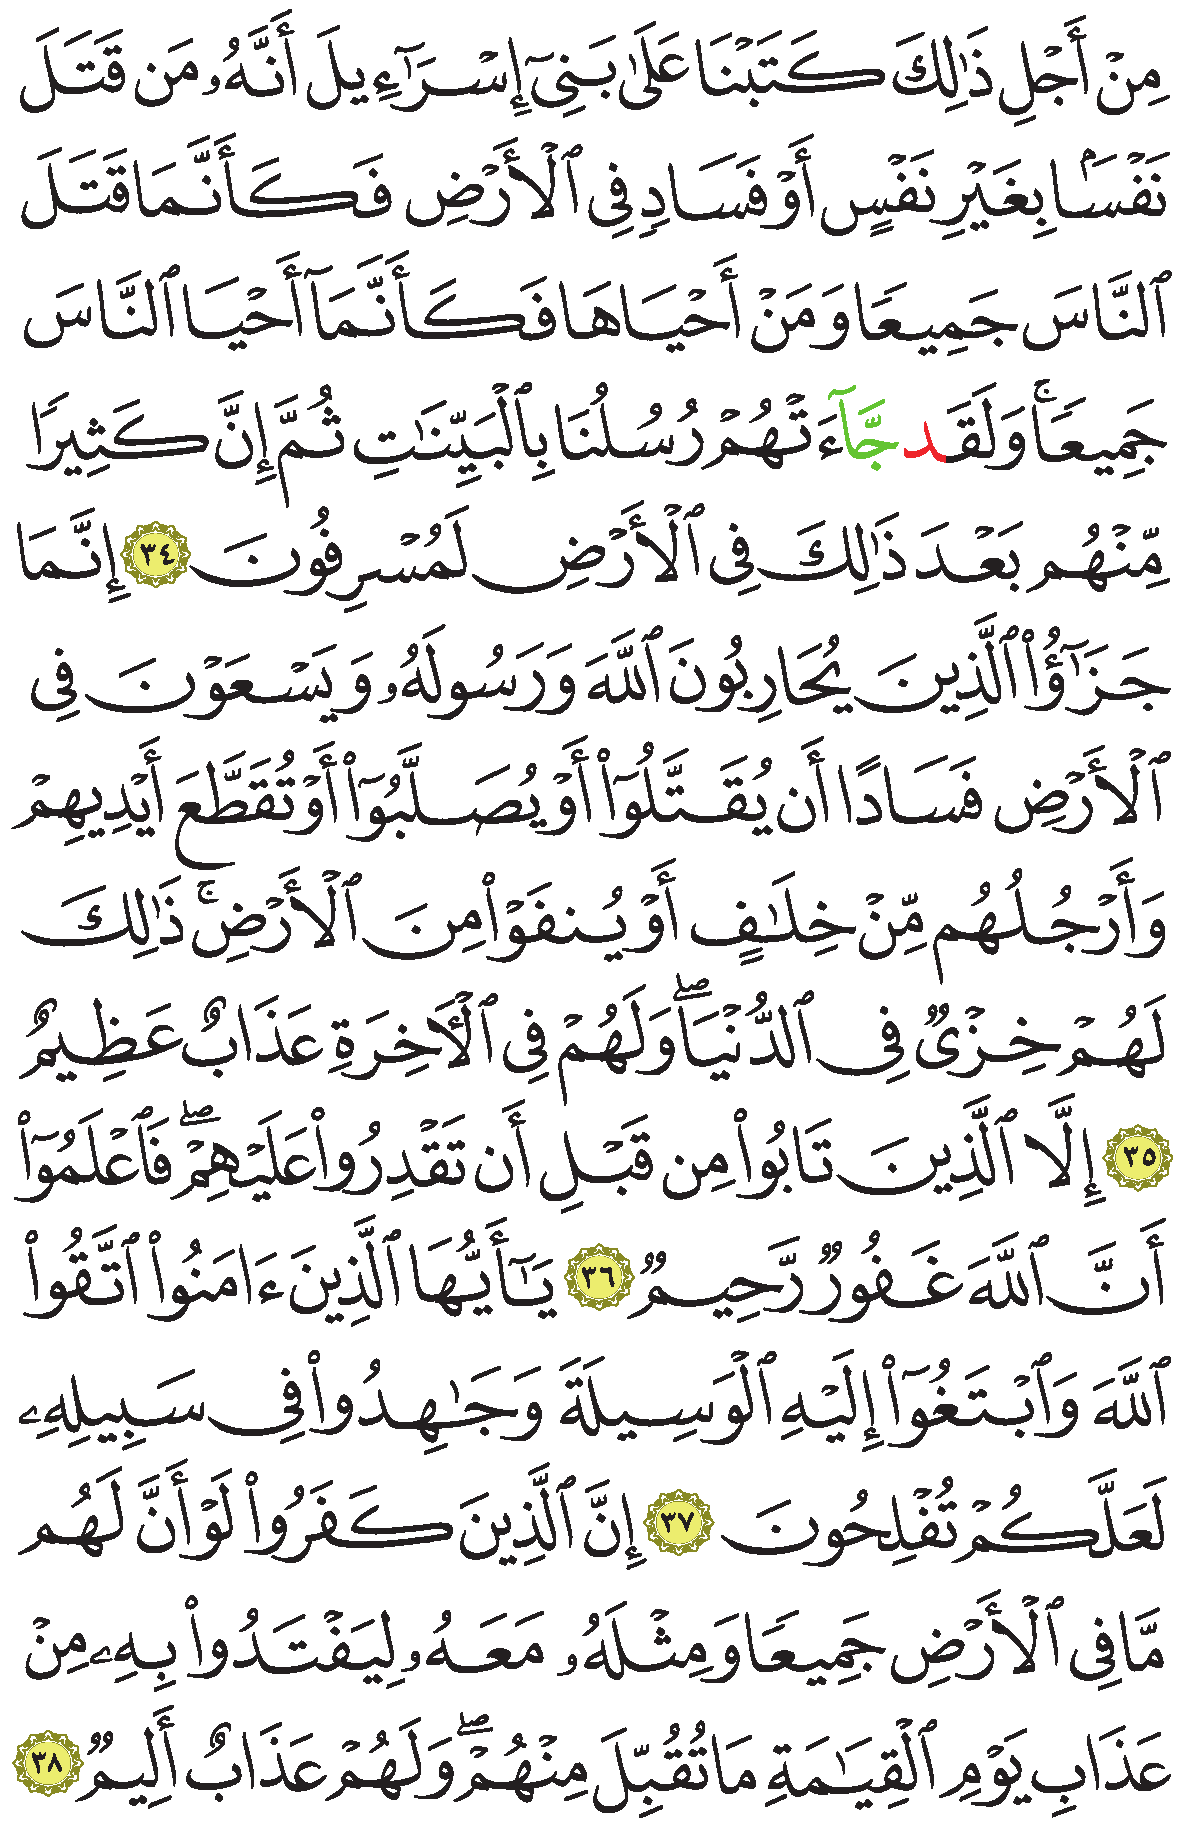 مِنْ أَجْلِ ذَٰلِكَ كَتَبْنَا عَلَىٰ بَنِىٓ إِسْرَٰٓءِيلَ أَنَّهُۥ مَن قَتَلَ
نَفْسَۢا بِغَيْرِ نَفْسٍ أَوْ فَسَادٍ فِى ٱلْأَرْضِ فَكَأَنَّمَا قَتَلَ
ٱلنَّاسَ جَمِيعًا وَمَنْ أَحْيَاهَا فَكَأَنَّمَآ أَحْيَا ٱلنَّاسَ
جَمِيعًا ۚ وَلَقَد جَّآءَتْهُمْ رُسُلُنَا بِٱلْبَيِّنَٰتِ ثُمَّ إِنَّ كَثِيرًا
مِّنْهُم بَعْدَ ذَٰلِكَ فِى ٱلْأَرْضِ لَمُسْرِفُونَ ٣٤ إِنَّمَا
جَزَٰٓؤُا۟ ٱلَّذِينَ يُحَارِبُونَ ٱللَّهَ وَرَسُولَهُۥ وَيَسْعَوْنَ فِى
ٱلْأَرْضِ فَسَادًا أَن يُقَتَّلُوٓا۟ أَوْ يُصَلَّبُوٓا۟ أَوْ تُقَطَّعَ أَيْدِيهِمْ
وَأَرْجُلُهُم مِّنْ خِلَٰفٍ أَوْ يُنفَوْا۟ مِنَ ٱلْأَرْضِ ۚ ذَٰلِكَ
لَهُمْ خِزْىٌ فِى ٱلدُّنْيَا ۖ وَلَهُمْ فِى ٱلْأَخِرَةِ عَذَابٌ عَظِيمٌ
٣٥ إِلَّا ٱلَّذِينَ تَابُوا۟ مِن قَبْلِ أَن تَقْدِرُوا۟ عَلَيْهِمْ ۖ فَٱعْلَمُوٓا۟
أَنَّ ٱللَّهَ غَفُورٌ رَّحِيمٌ ٣٦ يَٰٓأَيُّهَا ٱلَّذِينَ ءَامَنُوا۟ ٱتَّقُوا۟
ٱللَّهَ وَٱبْتَغُوٓا۟ إِلَيْهِ ٱلْوَسِيلَةَ وَجَٰهِدُوا۟ فِى سَبِيلِهِۦ
لَعَلَّكُمْ تُفْلِحُونَ ٣٧ إِنَّ ٱلَّذِينَ كَفَرُوا۟ لَوْ أَنَّ لَهُم
مَّا فِى ٱلْأَرْضِ جَمِيعًا وَمِثْلَهُۥ مَعَهُۥ لِيَفْتَدُوا۟ بِهِۦ مِنْ
عَذَابِ يَوْمِ ٱلْقِيَٰمَةِ مَا تُقُبِّلَ مِنْهُمْ ۖ وَلَهُمْ عَذَابٌ أَلِيمٌ ٣٨